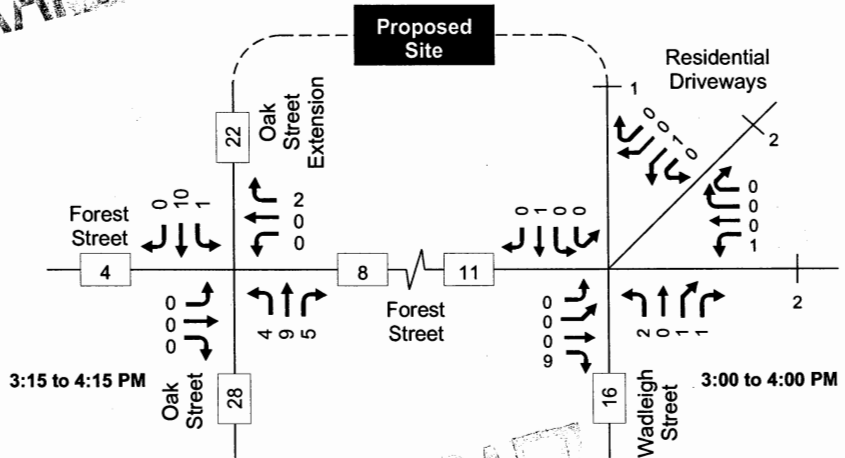 Proposed
Site
Residential
Driveways
1
2
22
Oak
Street
Extension
0 0 1 0
0
0
0
1
2
0
0
0 10 1
0 1 0 0
Forest
Street
4
8
11
Forest
Street
2
0
0
0
4 9 5
0
0
0
9
2 0 1 1
3:15 to 4:15 PM
Oak
Street
28
16
Wadleigh
Street
3:00 to 4:00 PM